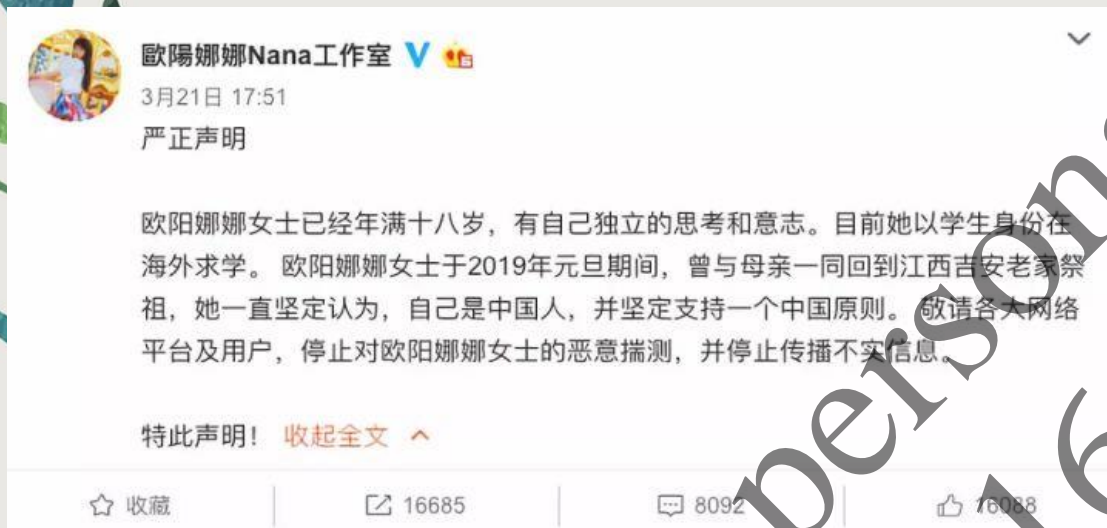 歐陽娜娜Nana工作室
3月21日 17:51
严正声明
欧阳娜娜女士已经年满十八岁，有自己独立的思考和意志。目前她以学生身份在
海外求学。 欧阳娜娜女士于2019年元旦期间，曾与母亲一同回到江西吉安老家祭
祖，她一直坚定认为，自己是中国人，并坚定支持一个中国原则。 敬请各大网络
平台及用户，停止对欧阳娜娜女士的恶意揣测，并停止传播不实信息。
特此声明！ 收起全文
收藏 16685 8092 16088
person
16